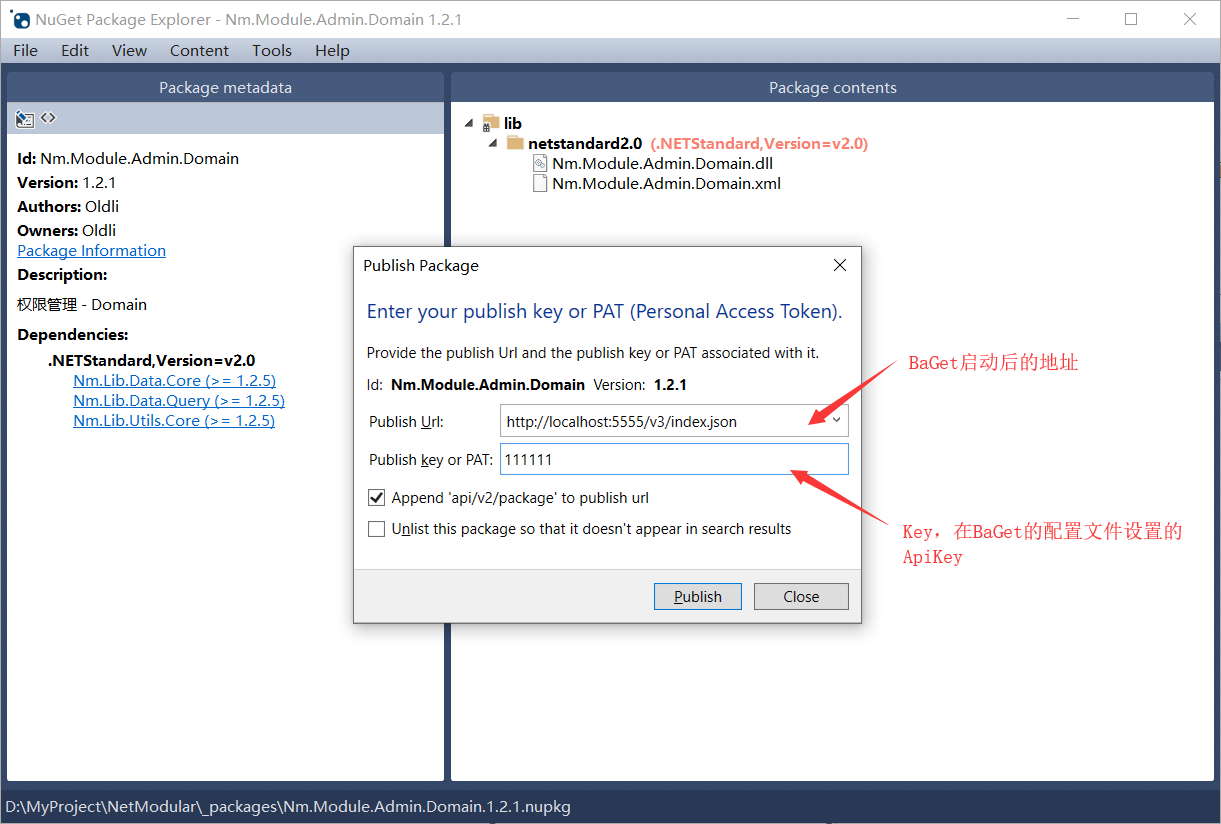 NuGet Package Explorer - Nm.Module.Admin.Domain 1.2.1
File Edit View Content Tools Help
Package metadata
Id: Nm.Module.Admin.Domain
Version: 1.2.1
Authors: Oldli
Owners: Oldli
Package Information
Description:
权限管理 - Domain
Dependencies:
.NETStandard,Version=v2.0
Nm.Lib.Data.Core (>= 1.2.5)
Nm.Lib.Data.Query (>= 1.2.5)
Nm.Lib.Utils.Core (>= 1.2.5)
Package contents
lib
netstandard2.0 (.NETStandard,Version=v2.0)
Nm.Module.Admin.Domain.dll
Nm.Module.Admin.Domain.xml
Publish Package
Enter your publish key or PAT (Personal Access Token).
Provide the publish Url and the publish key or PAT associated with it.
Id: Nm.Module.Admin.Domain Version: 1.2.1
Publish Url: http://localhost:5555/v3/index.json
Publish key or PAT: 111111
Append 'api/v2/package' to publish url
Unlist this package so that it doesn't appear in search results
Publish Close
BaGet启动后的地址
Key，在BaGet的配置文件设置的
ApiKey
D:\MyProject\NetModular\_packages\Nm.Module.Admin.Domain.1.2.1.nupkg